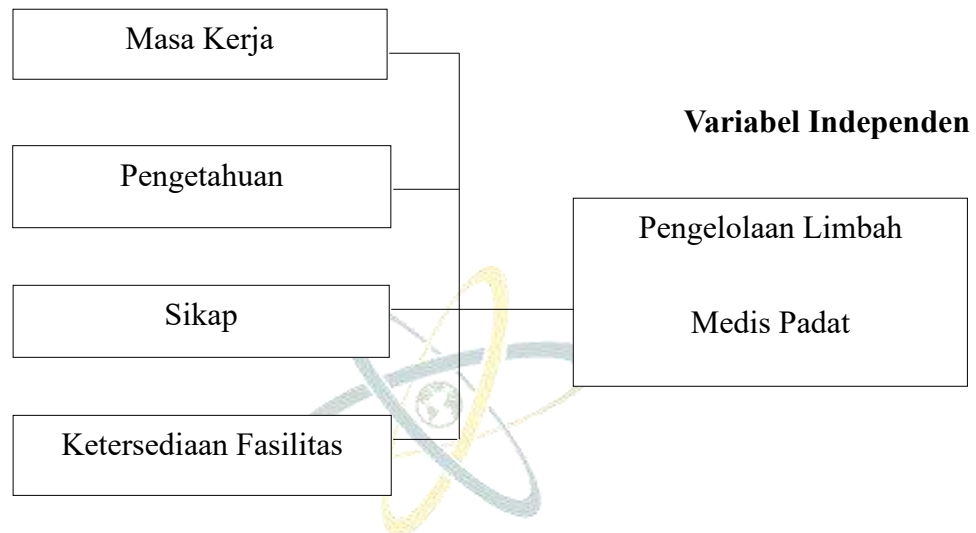 Masa Kerja
Pengetahuan
Sikap
Ketersediaan Fasilitas
Variabel Independen
Pengelolaan Limbah
Medis Padat